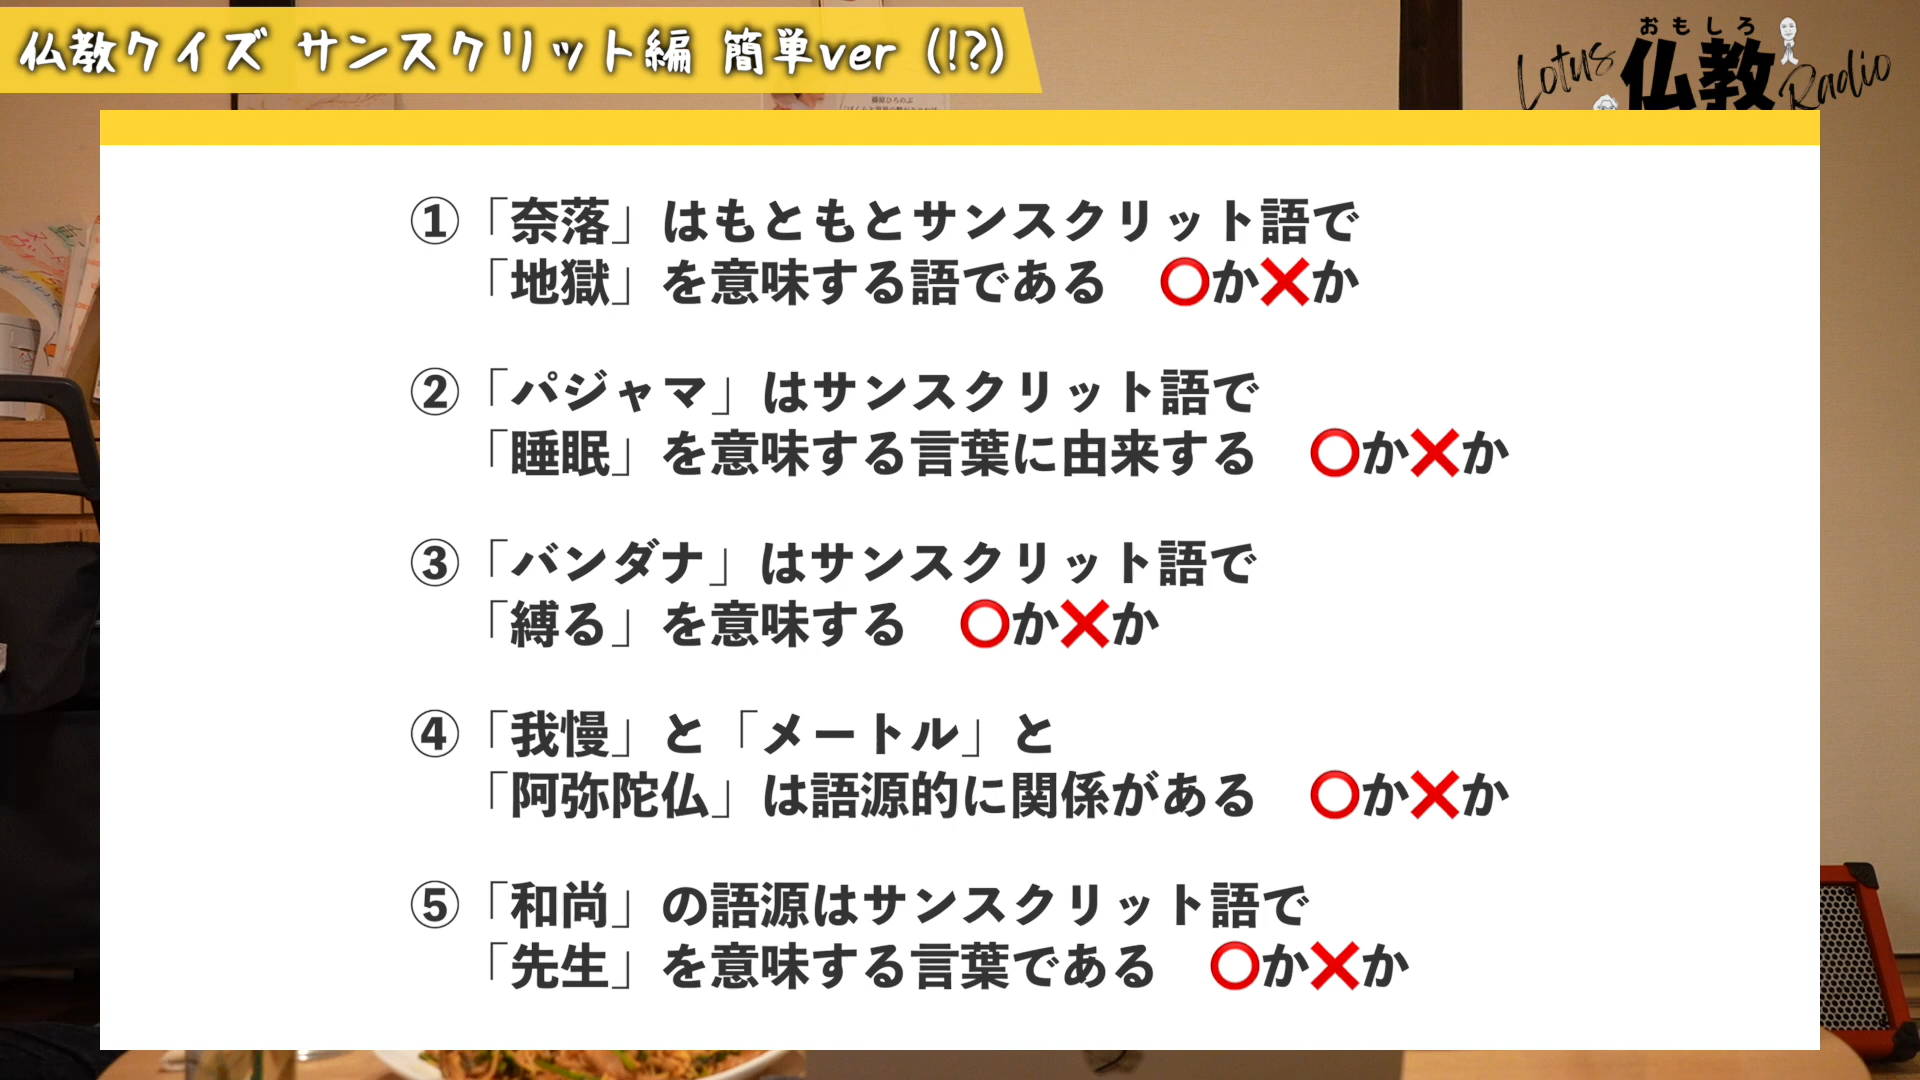 仏教クイズ サンスクリット編 簡単ver (!?)
おもしろ
Lotus 仏教 Radio
①「奈落」はもともとサンスクリット語で
「地獄」を意味する語である ⭕か❌か
②「パジャマ」はサンスクリット語で
「睡眠」を意味する言葉に由来する ⭕か❌か
③「バンダナ」はサンスクリット語で
「縛る」を意味する ⭕か❌か
④「我慢」と「メートル」と
「阿弥陀仏」は語源的に関係がある ⭕か❌か
⑤「和尚」の語源はサンスクリット語で
「先生」を意味する言葉である ⭕か❌か